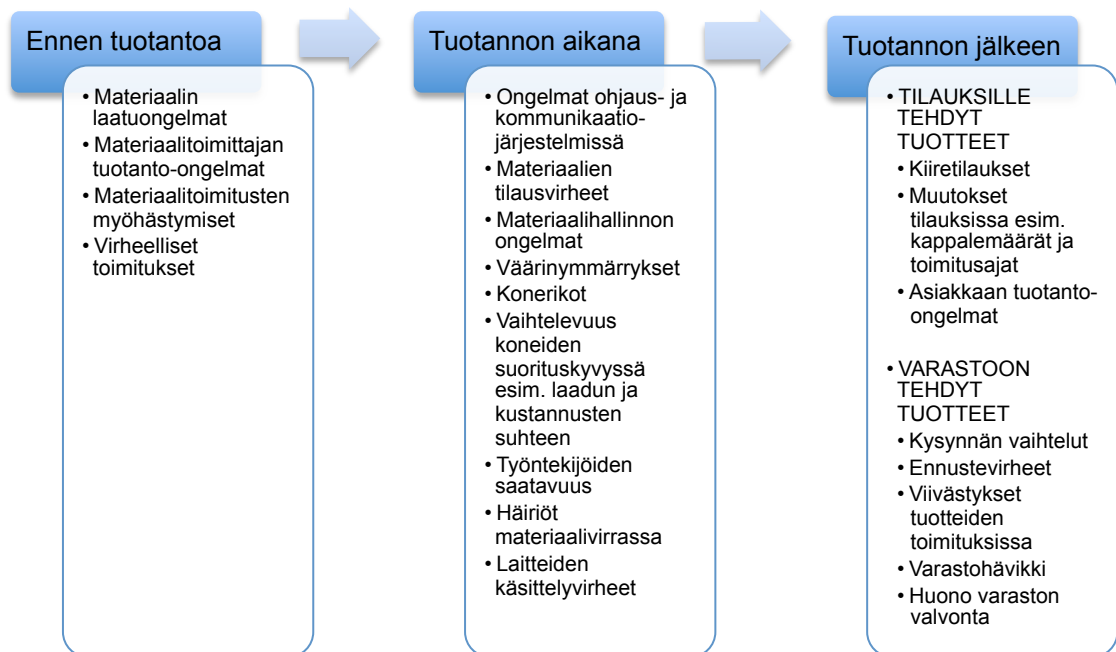 Ennen tuotantoa
• Materiaalin
laatuongelmat
• Materiaalitoimittajan
tuotanto-ongelmat
• Materiaalitoimitusten
myöhästymiset
• Virheelliset
toimitukset
Tuotannon aikana
• Ongelmat ohjaus- ja
kommunikaatio-
järjestelmissä
• Materiaalien
tilausvirheet
• Materiaalihallinnon
ongelmat
• Väärinymmärrykset
• Konerikot
• Vaihtelevuus
koneiden
suorituskyvyssä
esim. laadun ja
kustannusten
suhteen
• Työntekijöiden
saatavuus
• Häiriöt
materiaalivirrassa
• Laitteiden
käsittelyvirheet
Tuotannon jälkeen
• TILAUKSILLE
TEHDYT
TUOTTEET
• Kiiretilaukset
• Muutokset
tilauksissa esim.
kappalemäärät ja
toimitusajat
• Asiakkaan tuotanto-
ongelmat
• VARASTOON
TEHDYT
TUOTTEET
• Kysynnän vaihtelut
• Ennustevirheet
• Viivästykset
tuotteiden
toimituksissa
• Varastohävikki
• Huono varaston
valvonta